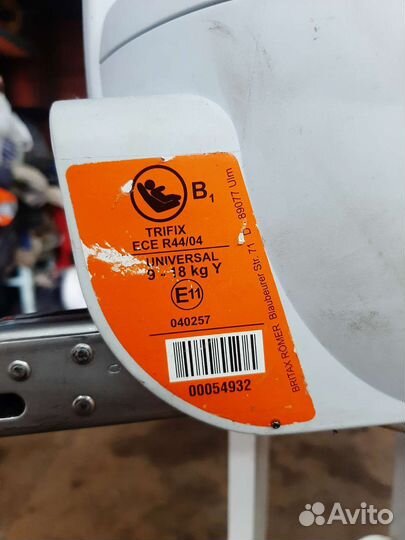 B1
TRIFIX
ECE R44/04
UNIVERSAL
9 - 18 kg Y
E11
040257
00054932
BRITAX RÖMER Blaubeurer Str. 71 D - 89077 Ulm
Avito